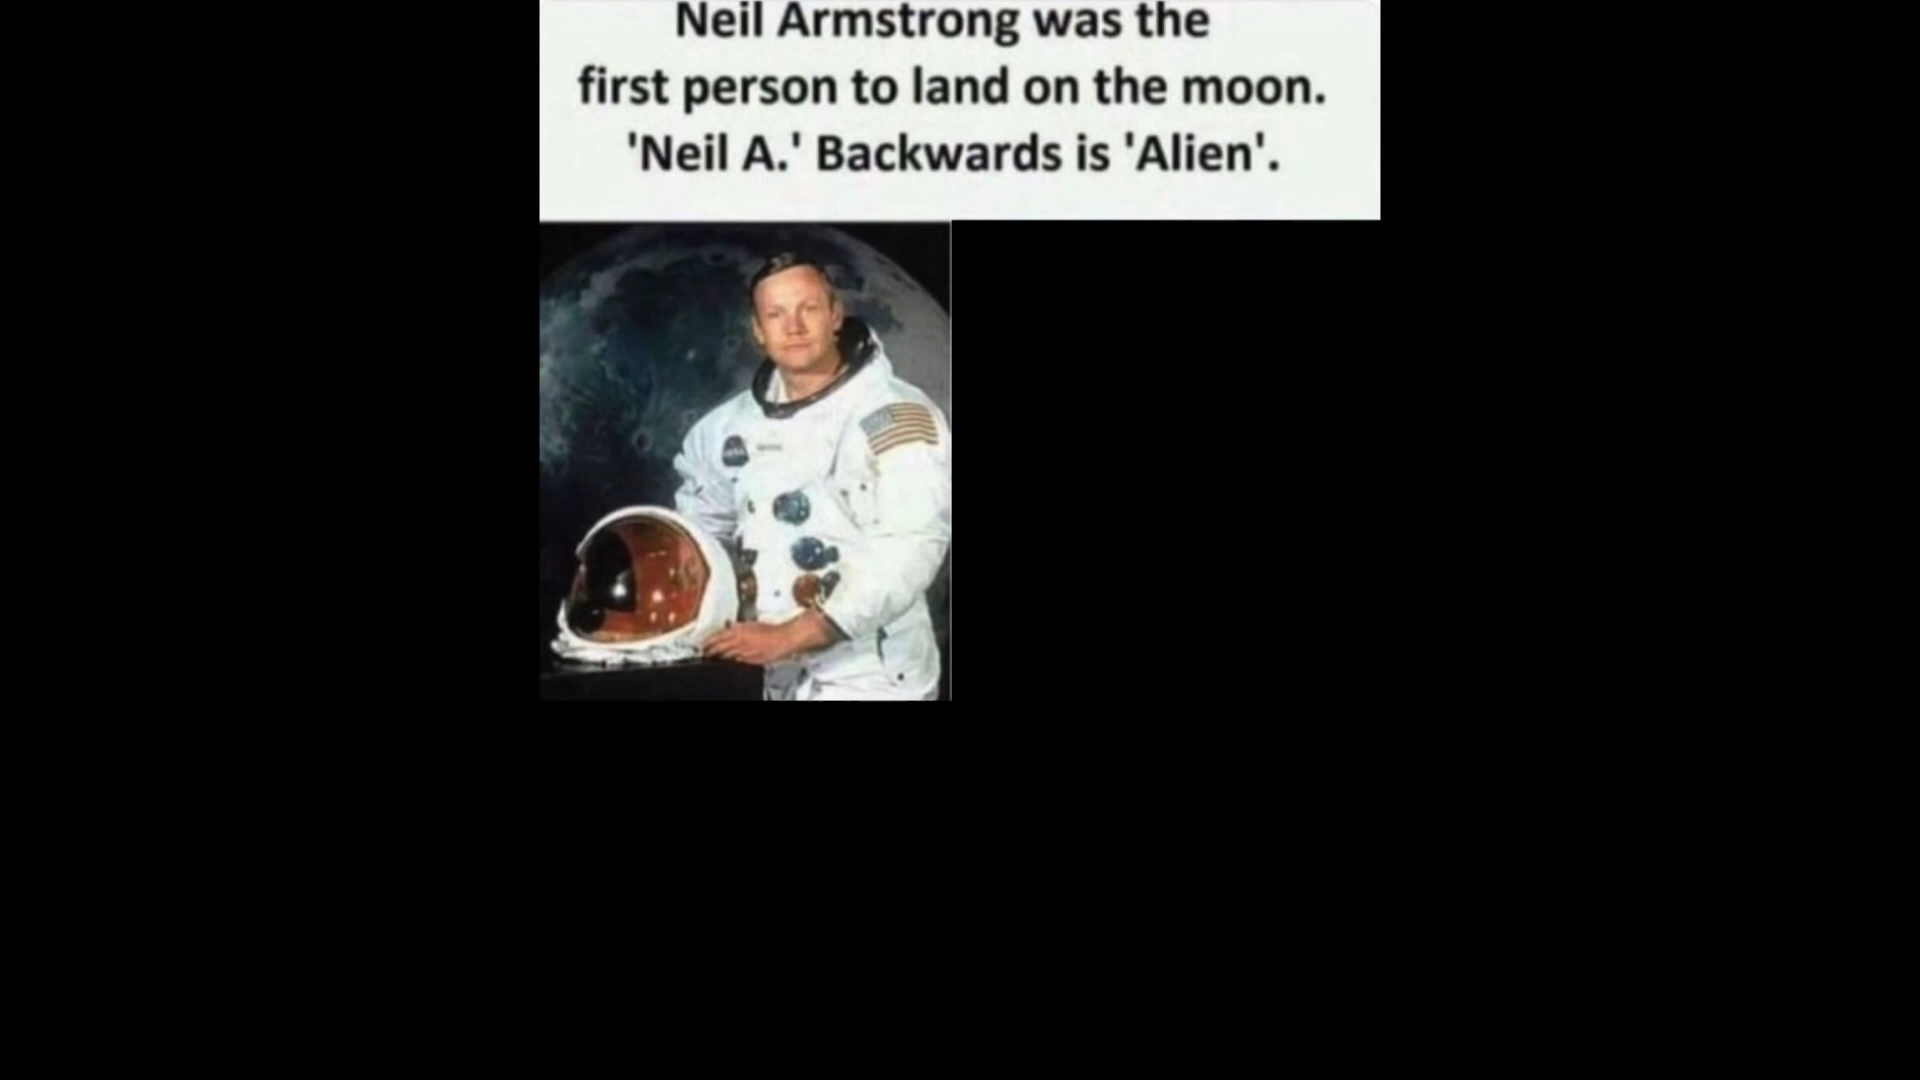 Neil Armstrong was the
first person to land on the moon.
'Neil A.' Backwards is 'Alien'.